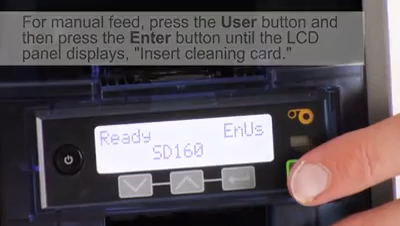 For manual feed, press the User button and
then press the Enter button until the LCD
panel displays, "Insert cleaning card."
Ready EnUs
SD160